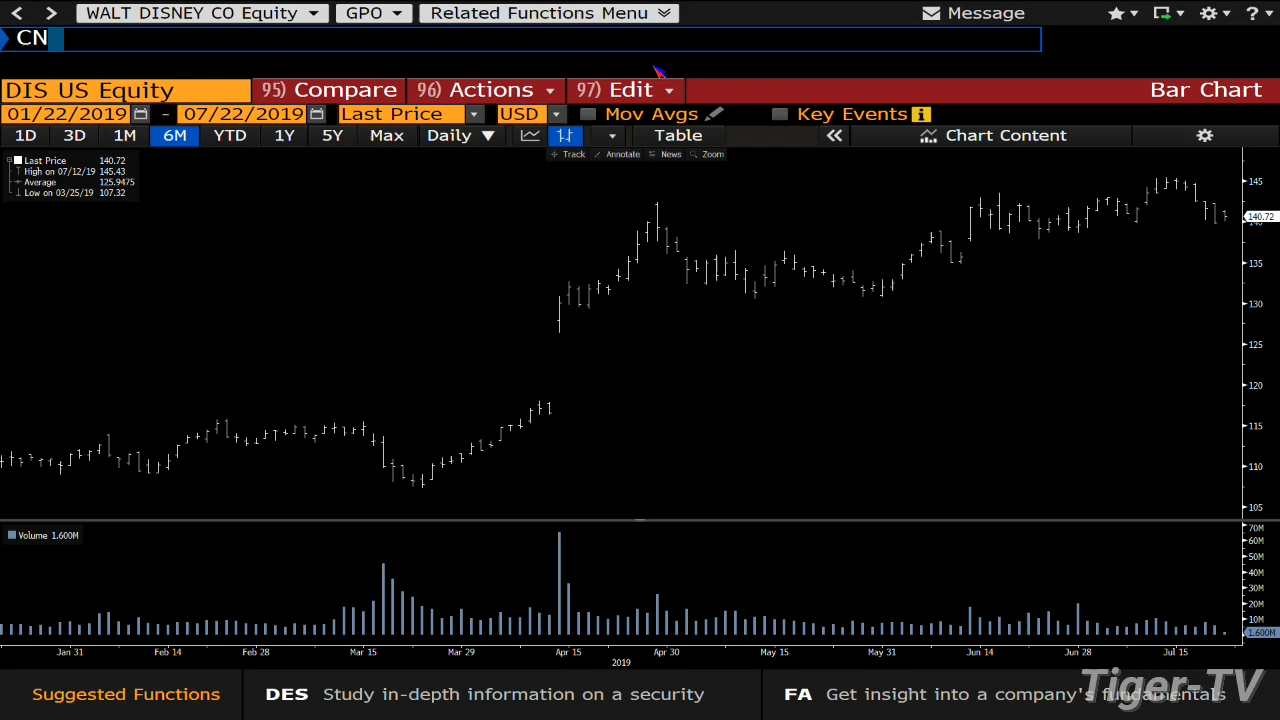 WALT DISNEY CO Equity GPO Related Functions Menu Message ?
CN
DIS US Equity 95) Compare 96) Actions 97) Edit Bar Chart
01/22/2019 - 07/22/2019 Last Price USD Mov Avgs Key Events i
1D 3D 1M 6M YTD 1Y 5Y Max Daily Table Chart Content
Track Annotate News Zoom
Last Price 140.72
High on 07/12/19 145.43
Average 125.9475
Low on 03/25/19 107.32
145
140.72
140
135
130
125
120
115
110
105
Volume 1.600M
70M
60M
50M
40M
30M
20M
10M
1.600M
Jan 31 Feb 14 Feb 28 Mar 15 Mar 29 Apr 15 Apr 30 May 15 May 31 Jun 14 Jun 28 Jul 15
2019
Suggested Functions DES Study in-depth information on a security FA Get insight into a company's fundamentals
Tiger-TV